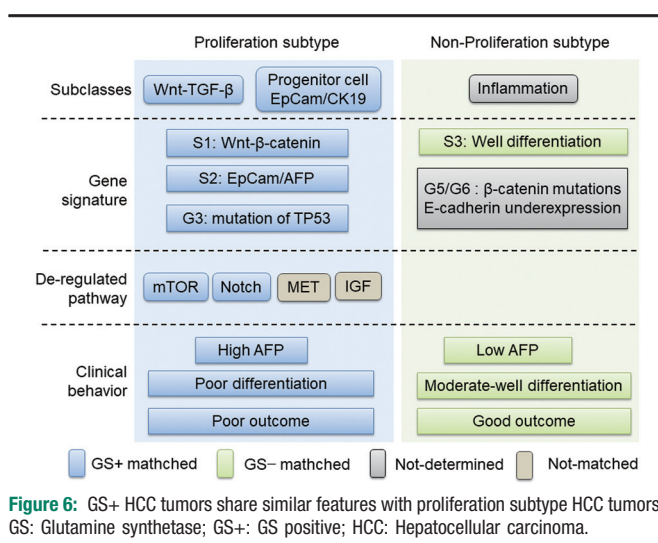 Proliferation subtype
Non-Proliferation subtype
Subclasses
Wnt-TGF-β
Progenitor cell
EpCam/CK19
Inflammation
Gene
signature
S1: Wnt-β-catenin
S2: EpCam/AFP
G3: mutation of TP53
S3: Well differentiation
G5/G6 : β-catenin mutations
E-cadherin underexpression
De-regulated
pathway
mTOR
Notch
MET
IGF
Clinical
behavior
High AFP
Poor differentiation
Poor outcome
Low AFP
Moderate-well differentiation
Good outcome
GS+ mathched
GS− mathched
Not-determined
Not-matched
Figure 6: GS+ HCC tumors share similar features with proliferation subtype HCC tumors
GS: Glutamine synthetase; GS+: GS positive; HCC: Hepatocellular carcinoma.